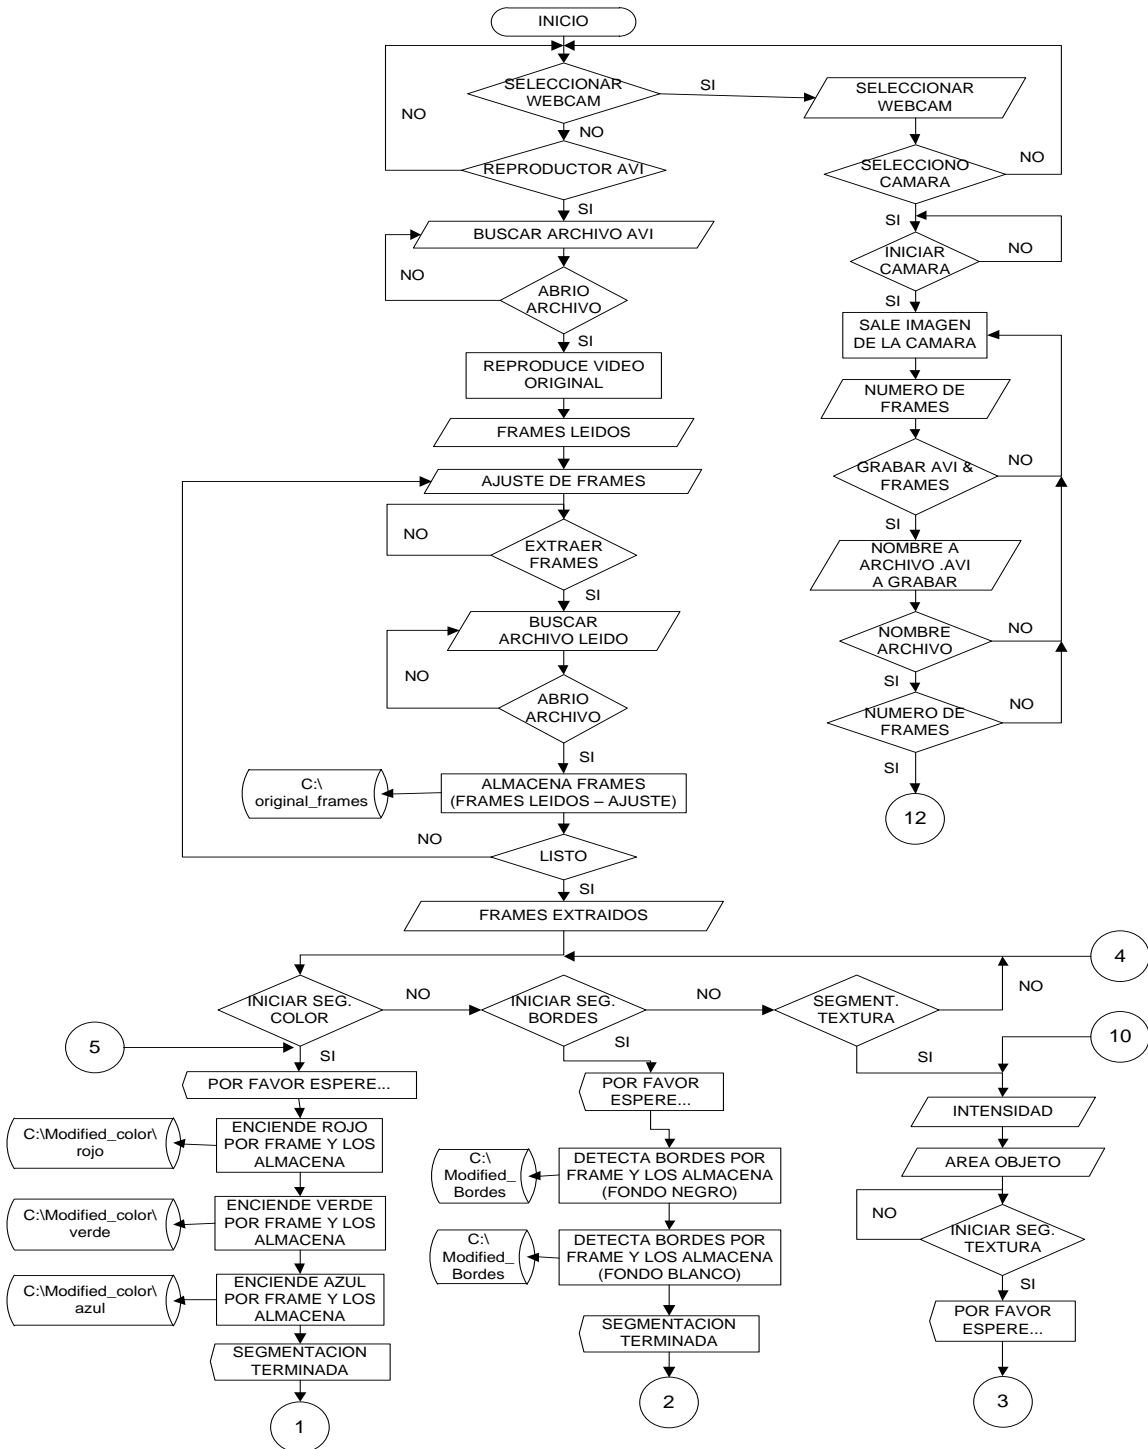 INICIO
SELECCIONAR
WEBCAM
SI
SELECCIONAR
WEBCAM
NO
NO
REPRODUCTOR AVI
SELECCIONO
CAMARA
NO
SI
SI
BUSCAR ARCHIVO AVI
INICIAR
CAMARA
NO
NO
ABRIO
ARCHIVO
SI
SI
SALE IMAGEN
DE LA CAMARA
REPRODUCE VIDEO
ORIGINAL
NUMERO DE
FRAMES
FRAMES LEIDOS
GRABAR AVI &
FRAMES
NO
AJUSTE DE FRAMES
SI
NO
EXTRAER
FRAMES
NOMBRE A
ARCHIVO .AVI
A GRABAR
SI
BUSCAR
ARCHIVO LEIDO
NOMBRE
ARCHIVO
NO
NO
SI
ABRIO
ARCHIVO
NUMERO DE
FRAMES
NO
SI
SI
C:\
original_frames
ALMACENA FRAMES
(FRAMES LEIDOS – AJUSTE)
12
NO
LISTO
SI
FRAMES EXTRAIDOS
4
INICIAR SEG.
COLOR
NO
INICIAR SEG.
BORDES
NO
SEGMENT.
TEXTURA
NO
5
SI
SI
SI
10
POR FAVOR ESPERE...
POR FAVOR
ESPERE...
INTENSIDAD
C:\Modified_color\
rojo
ENCIENDE ROJO
POR FRAME Y LOS
ALMACENA
C:\
Modified_
Bordes
DETECTA BORDES POR
FRAME Y LOS ALMACENA
(FONDO NEGRO)
AREA OBJETO
C:\Modified_color\
verde
ENCIENDE VERDE
POR FRAME Y LOS
ALMACENA
C:\
Modified_
Bordes
DETECTA BORDES POR
FRAME Y LOS ALMACENA
(FONDO BLANCO)
NO
INICIAR SEG.
TEXTURA
SI
C:\Modified_color\
azul
ENCIENDE AZUL
POR FRAME Y LOS
ALMACENA
SEGMENTACION
TERMINADA
POR FAVOR
ESPERE...
SEGMENTACION
TERMINADA
1
2
3